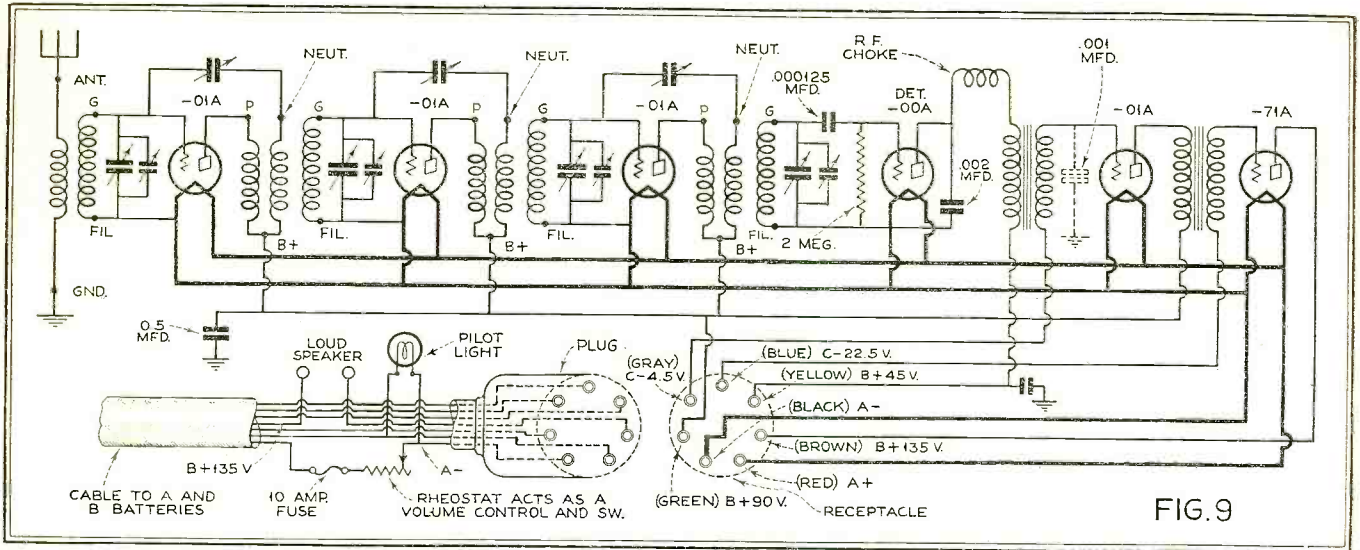 ANT.
G
-01A
P
NEUT.
G
-01A
P
NEUT.
G
-01A
P
NEUT.
G
.000125
MFD.
DET.
-00A
R.F.
CHOKE
.001
MFD.
-01A
-71A
.002
MFD.
FIL.
B+
FIL.
B+
FIL.
B+
FIL.
2 MEG.
GND.
0.5
MFD.
LOUD
SPEAKER
PILOT
LIGHT
PLUG
(GRAY)
C-4.5V.
(BLUE) C-22.5 V.
(YELLOW) B+45V.
(BLACK) A-
(BROWN) B+135 V.
(RED) A+
(GREEN) B+90V.
RECEPTACLE
B+135 V
A-
CABLE TO A AND
B BATTERIES
10 AMP.
FUSE
RHEOSTAT ACTS AS A
VOLUME CONTROL AND SW.
FIG.9